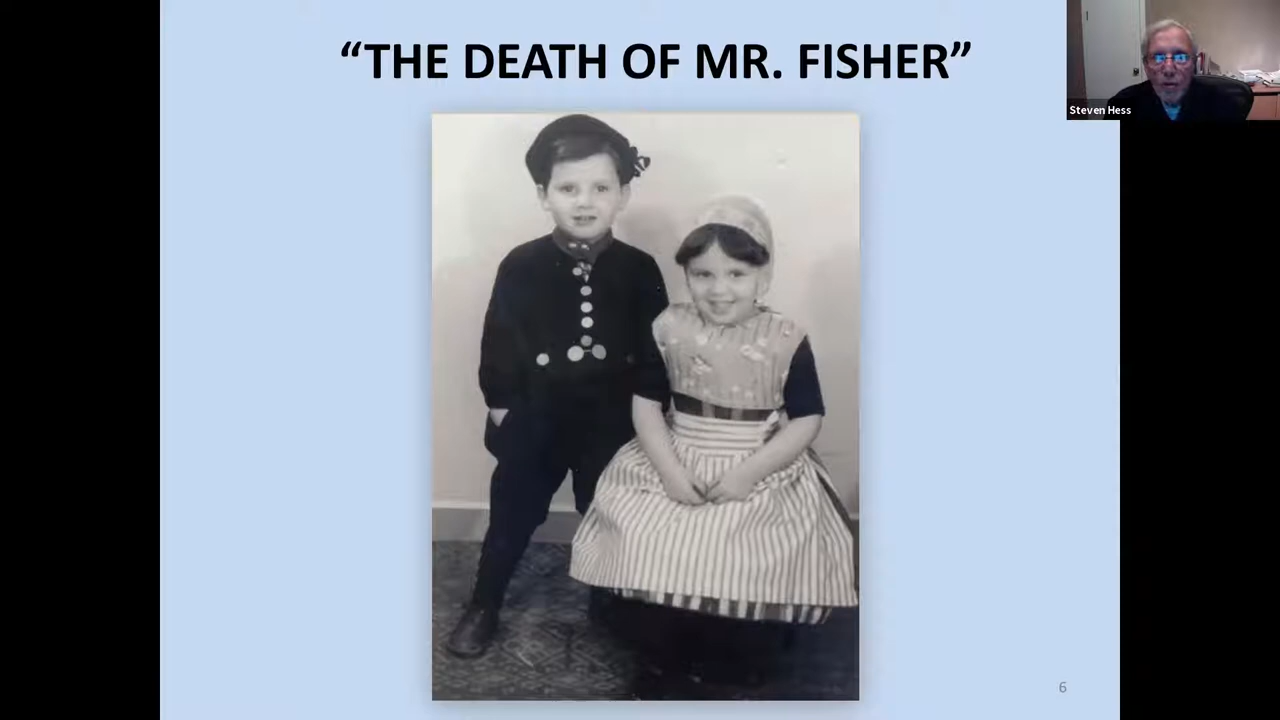 “THE DEATH OF MR. FISHER”
Steven Hess
6